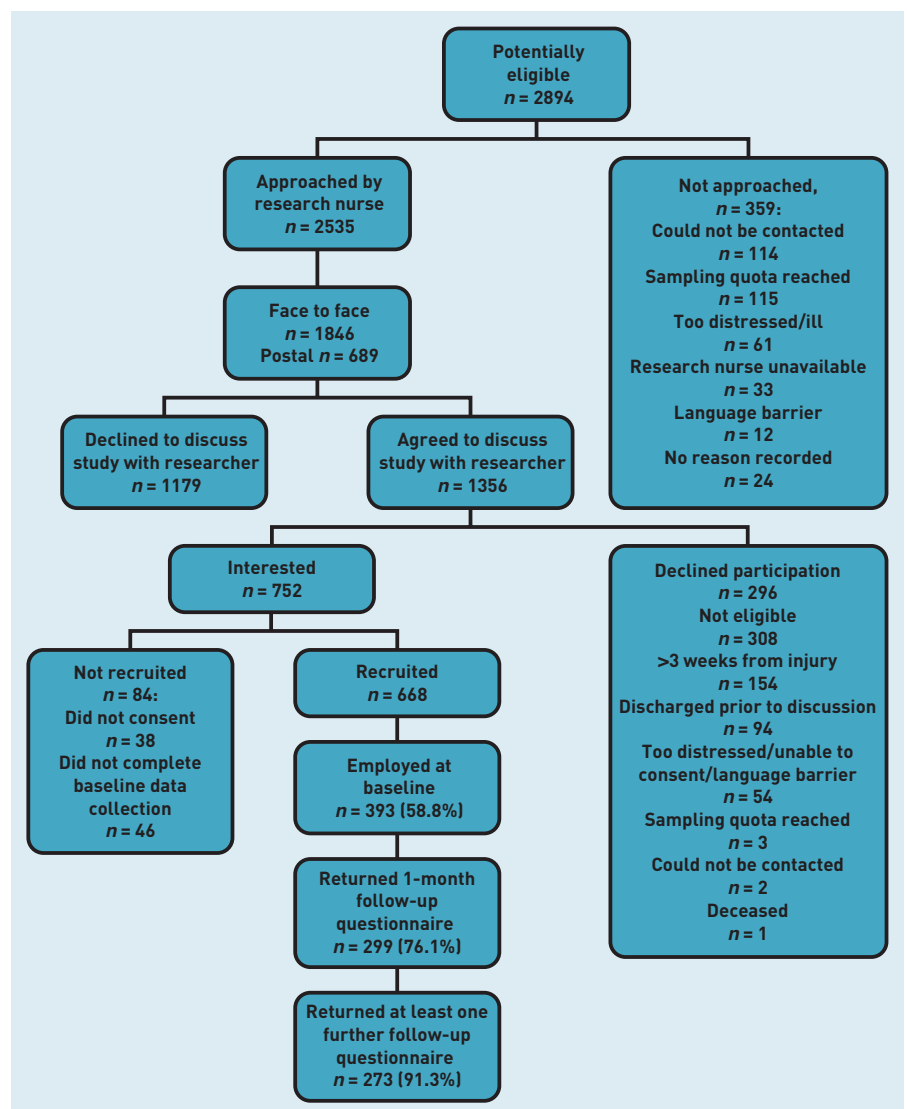 Potentially
eligible
n = 2894
Approached by
research nurse
n = 2535
Not approached,
n = 359:
Could not be contacted
n = 114
Sampling quota reached
n = 115
Too distressed/ill
n = 61
Research nurse unavailable
n = 33
Language barrier
n = 12
No reason recorded
n = 24
Face to face
n = 1846
Postal n = 689
Declined to discuss
study with researcher
n = 1179
Agreed to discuss
study with researcher
n = 1356
Interested
n = 752
Declined participation
n = 296
Not eligible
n = 308
>3 weeks from injury
n = 154
Discharged prior to discussion
n = 94
Too distressed/unable to
consent/language barrier
n = 54
Sampling quota reached
n = 3
Could not be contacted
n = 2
Deceased
n = 1
Not recruited
n = 84:
Did not consent
n = 38
Did not complete
baseline data
collection
n = 46
Recruited
n = 668
Employed at
baseline
n = 393 (58.8%)
Returned 1-month
follow-up
questionnaire
n = 299 (76.1%)
Returned at least one
further follow-up
questionnaire
n = 273 (91.3%)